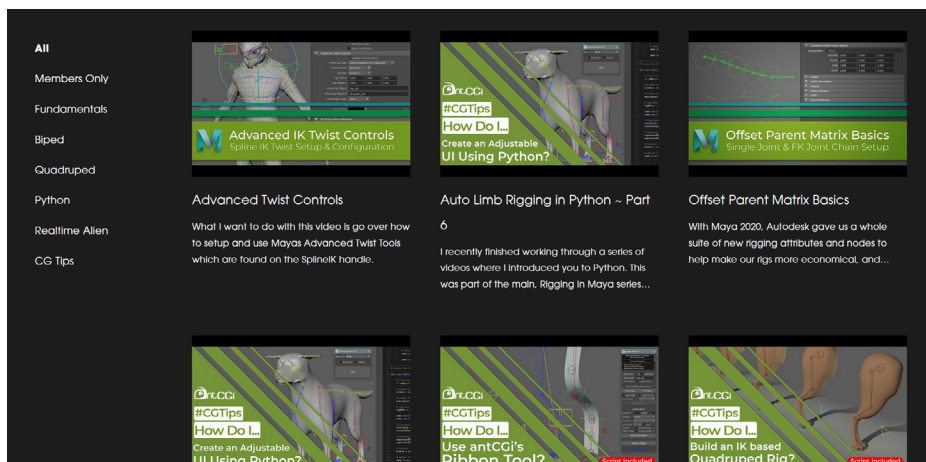 All
Members Only
Fundamentals
Biped
Quadruped
Python
Realtime Alien
CG Tips
Advanced IK Twist Controls
Spline IK Twist Setup & Configuration
Advanced Twist Controls
What I want to do with this video is go over how
to setup and use Mayas Advanced Twist Tools
which are found on the SplineIK handle.
antCGi
#CGTips
How Do I...
Create an Adjustable
UI Using Python?
Auto Limb Rigging in Python ~ Part
6
I recently finished working through a series of
videos where I introduced you to Python. This
was part of the main, Rigging in Maya series...
Offset Parent Matrix Basics
Single Joint & FK Joint Chain Setup
Offset Parent Matrix Basics
With Maya 2020, Autodesk gave us a whole
suite of new rigging attributes and nodes to
help make our rigs more economical, and...
antCGi
#CGTips
How Do I...
Create an Adjustable
UI Using Python?
antCGi
#CGTips
How Do I...
Use antCGi's
Ribbon Tool?
Script Included
antCGi
#CGTips
How Do I...
Build an IK based
Quadruped Rig?
Script Included